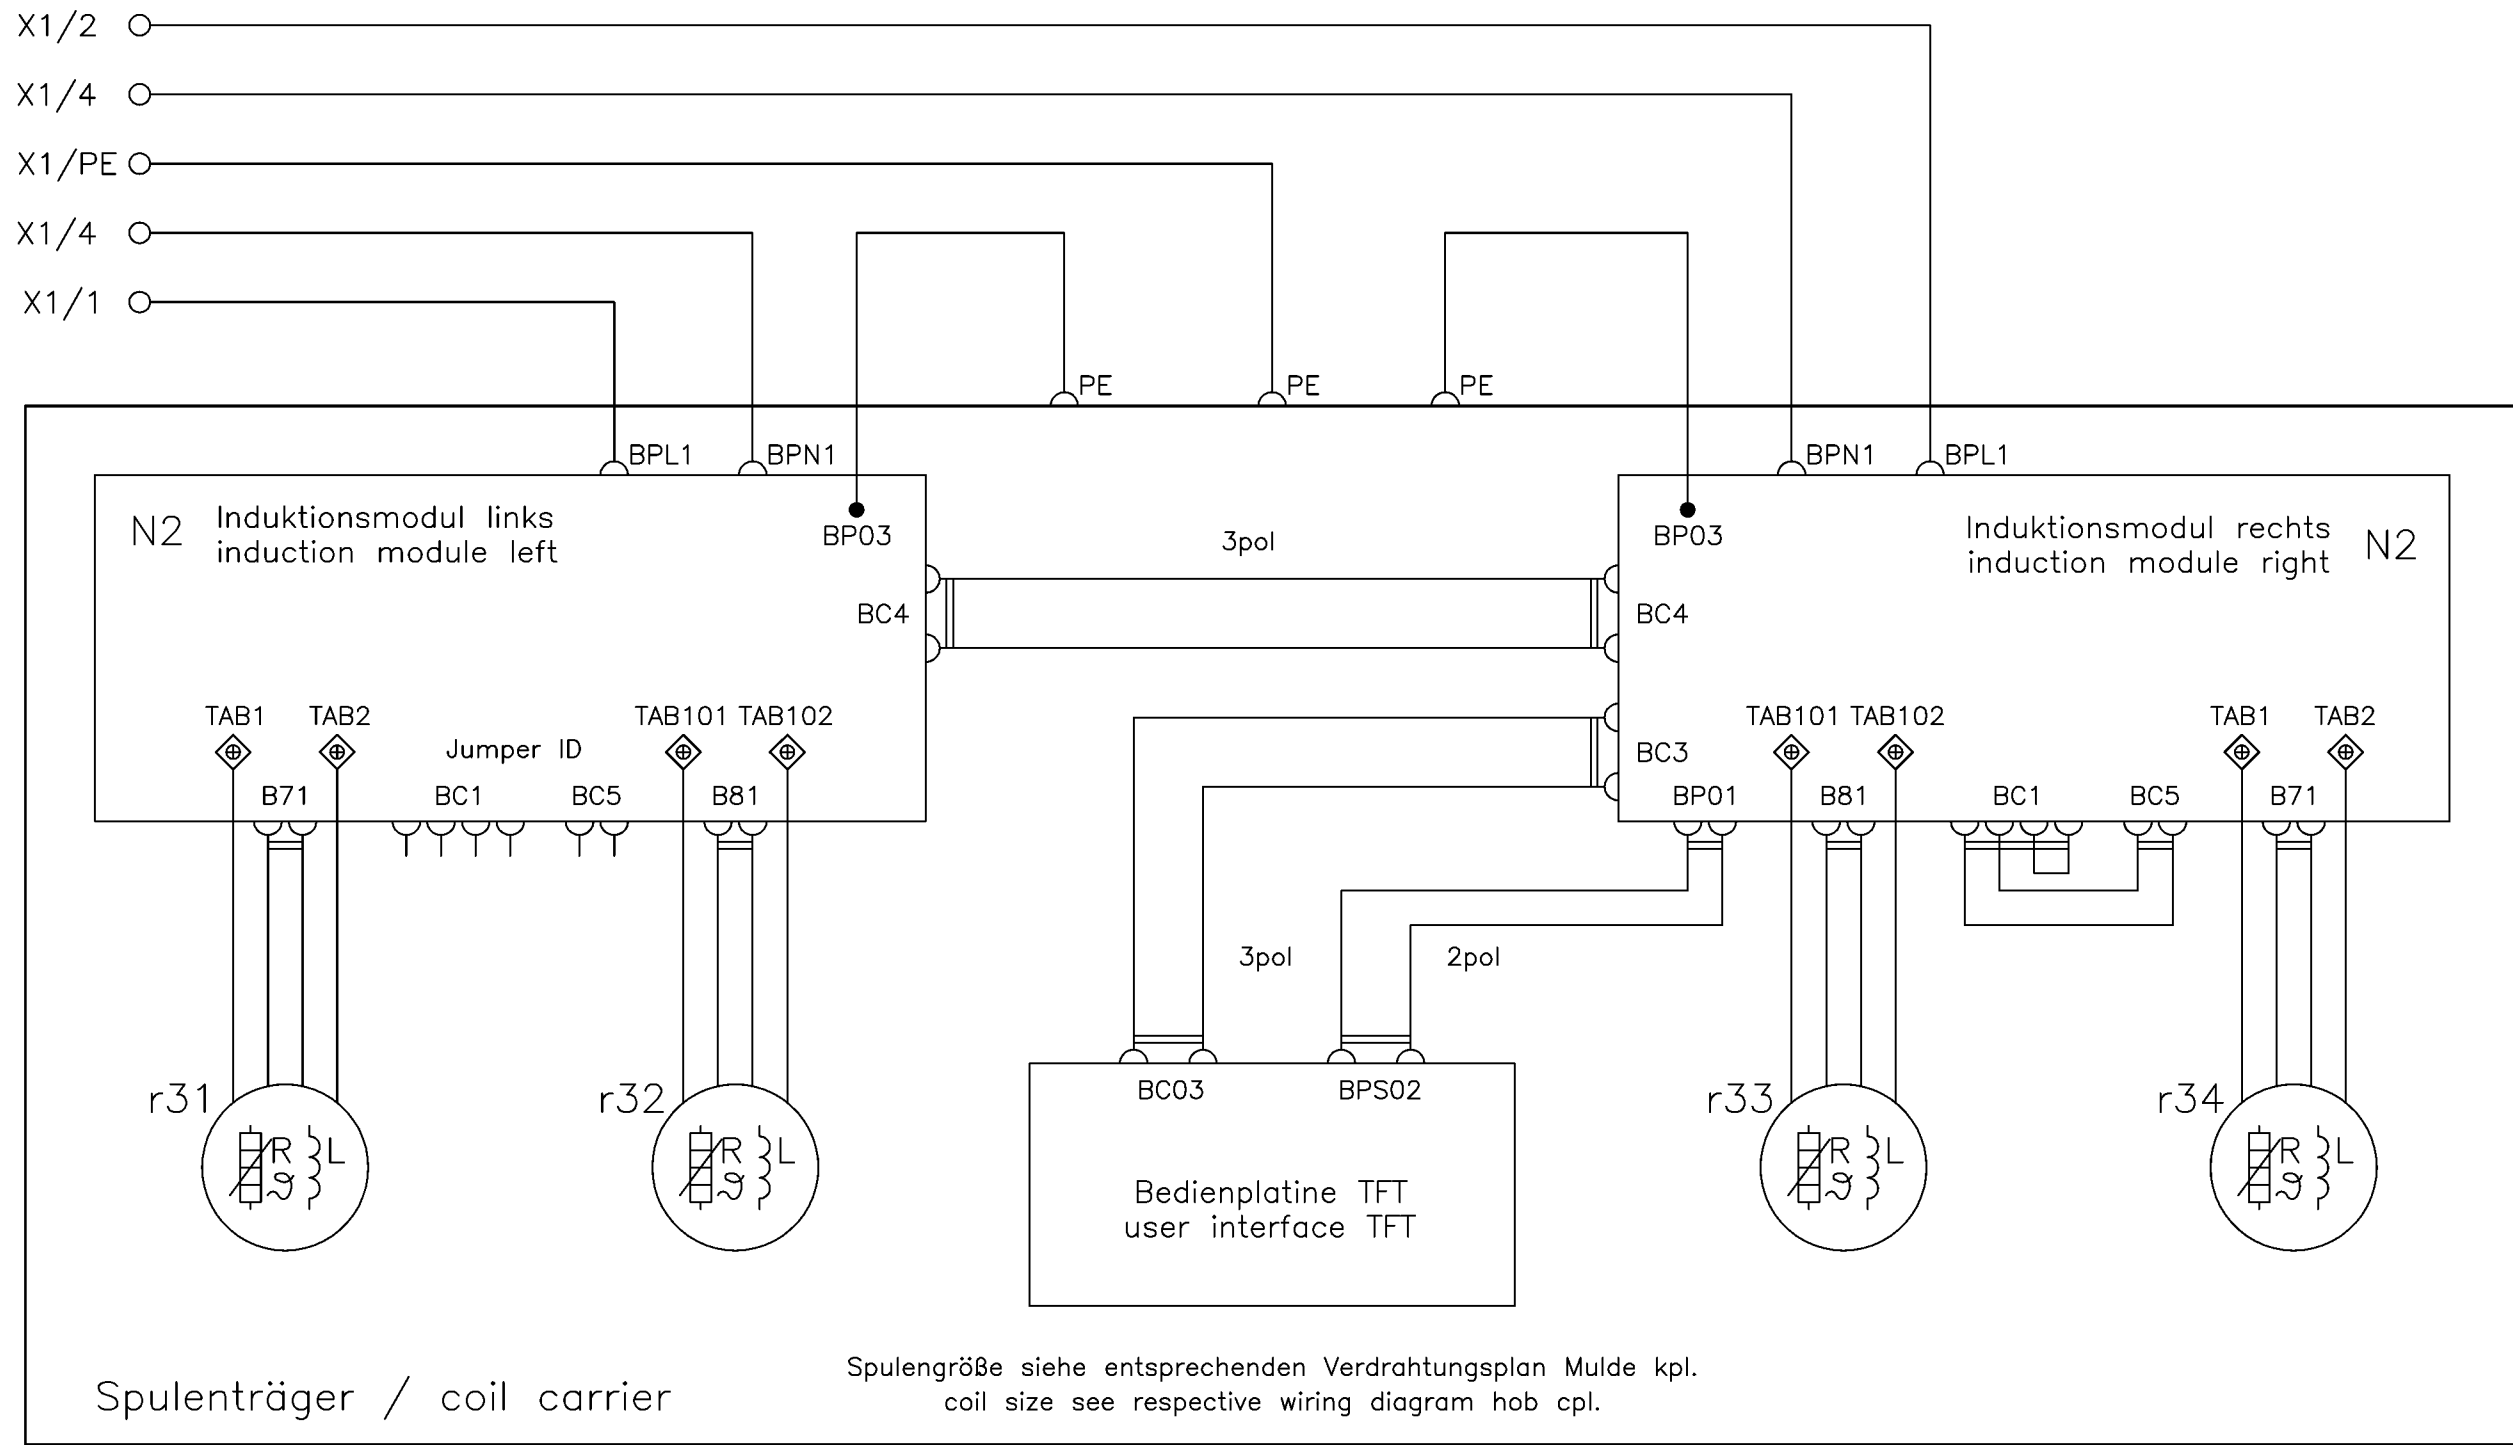 X1/2
X1/4
X1/PE
X1/4
X1/1
PE
PE
PE
BPL1
BPN1
BPN1
BPL1
N2
Induktionsmodul links
induction module left
BP03
3pol
BP03
Induktionsmodul rechts
induction module right
N2
BC4
BC4
TAB1
TAB2
TAB101
TAB102
TAB101
TAB102
TAB1
TAB2
Jumper ID
BC3
B71
BC1
BC5
B81
BP01
B81
BC1
BC5
B71
3pol
2pol
r31
r32
BC03
BPS02
r33
r34
R
L
ϑ
R
L
ϑ
R
L
ϑ
R
L
ϑ
Bedienplatine TFT
user interface TFT
Spulengröße siehe entsprechenden Verdrahtungsplan Mulde kpl.
coil size see respective wiring diagram hob cpl.
Spulenträger / coil carrier